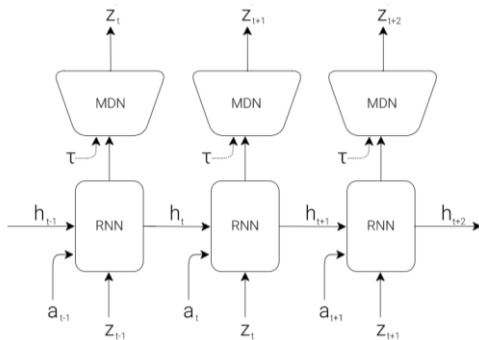 z_t z_{t+1} z_{t+2}
MDN MDN MDN
τ τ τ
h_{t-1} RNN h_t RNN h_{t+1} RNN h_{t+2}
a_{t-1} a_t a_{t+1}
z_{t-1} z_t z_{t+1}